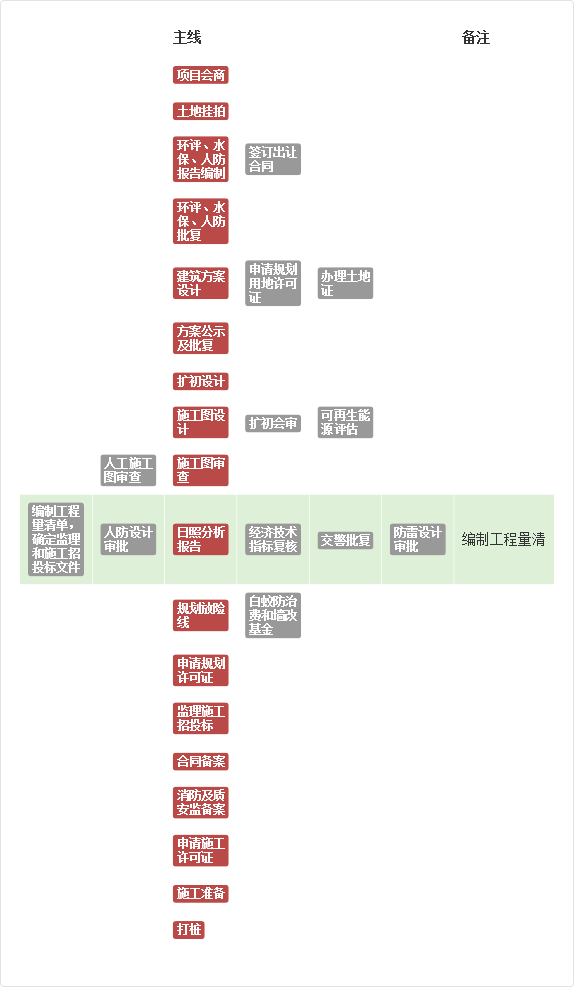 主线
备注
项目会商
土地挂拍
环评、水
保、人防
报告编制
签订出让
合同
环评、水
保、人防
批复
建筑方案
设计
申请规划
用地许可
证
办理土地
证
方案公示
及批复
扩初设计
施工图设
计
扩初会审
可再生能
源评估
人工施工
图审查
施工图审
查
编制工程
量清单，
确定监理
和施工招
投标文件
人防设计
审批
日照分析
报告
经济技术
指标复核
交警批复
防雷设计
审批
编制工程量清
规划放险
线
白蚁防治
费和墙改
基金
申请规划
许可证
监理施工
招投标
合同备案
消防及质
安监备案
申请施工
许可证
施工准备
打桩